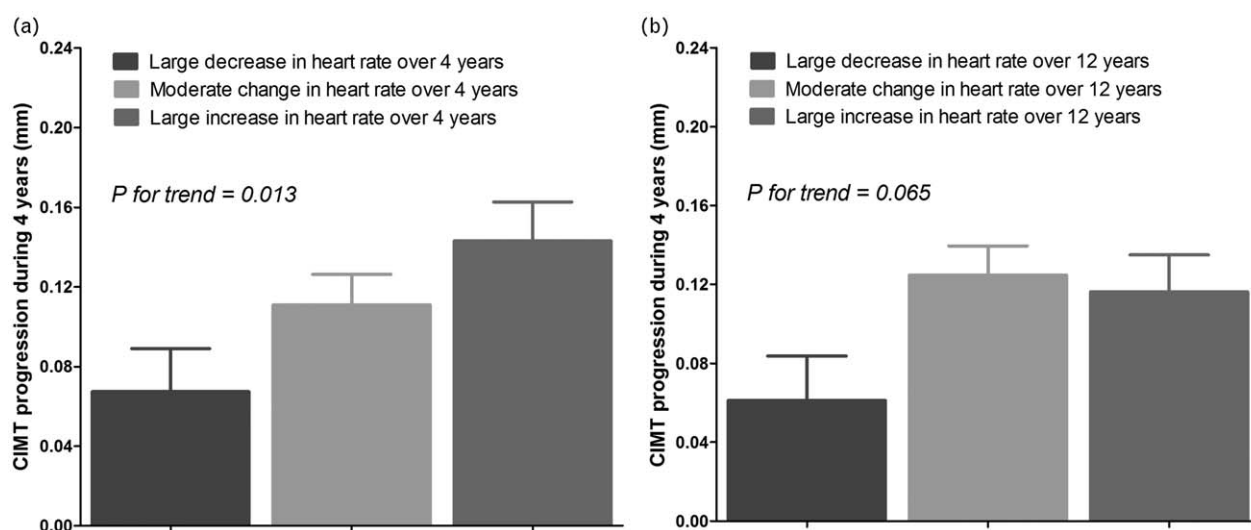 (a)
CIMT progression during 4 years (mm)
0.24
0.20
0.16
0.12
0.08
0.04
0.00
Large decrease in heart rate over 4 years
Moderate change in heart rate over 4 years
Large increase in heart rate over 4 years
P for trend = 0.013
(b)
CIMT progression during 4 years (mm)
0.24
0.20
0.16
0.12
0.08
0.04
0.00
Large decrease in heart rate over 12 years
Moderate change in heart rate over 12 years
Large increase in heart rate over 12 years
P for trend = 0.065